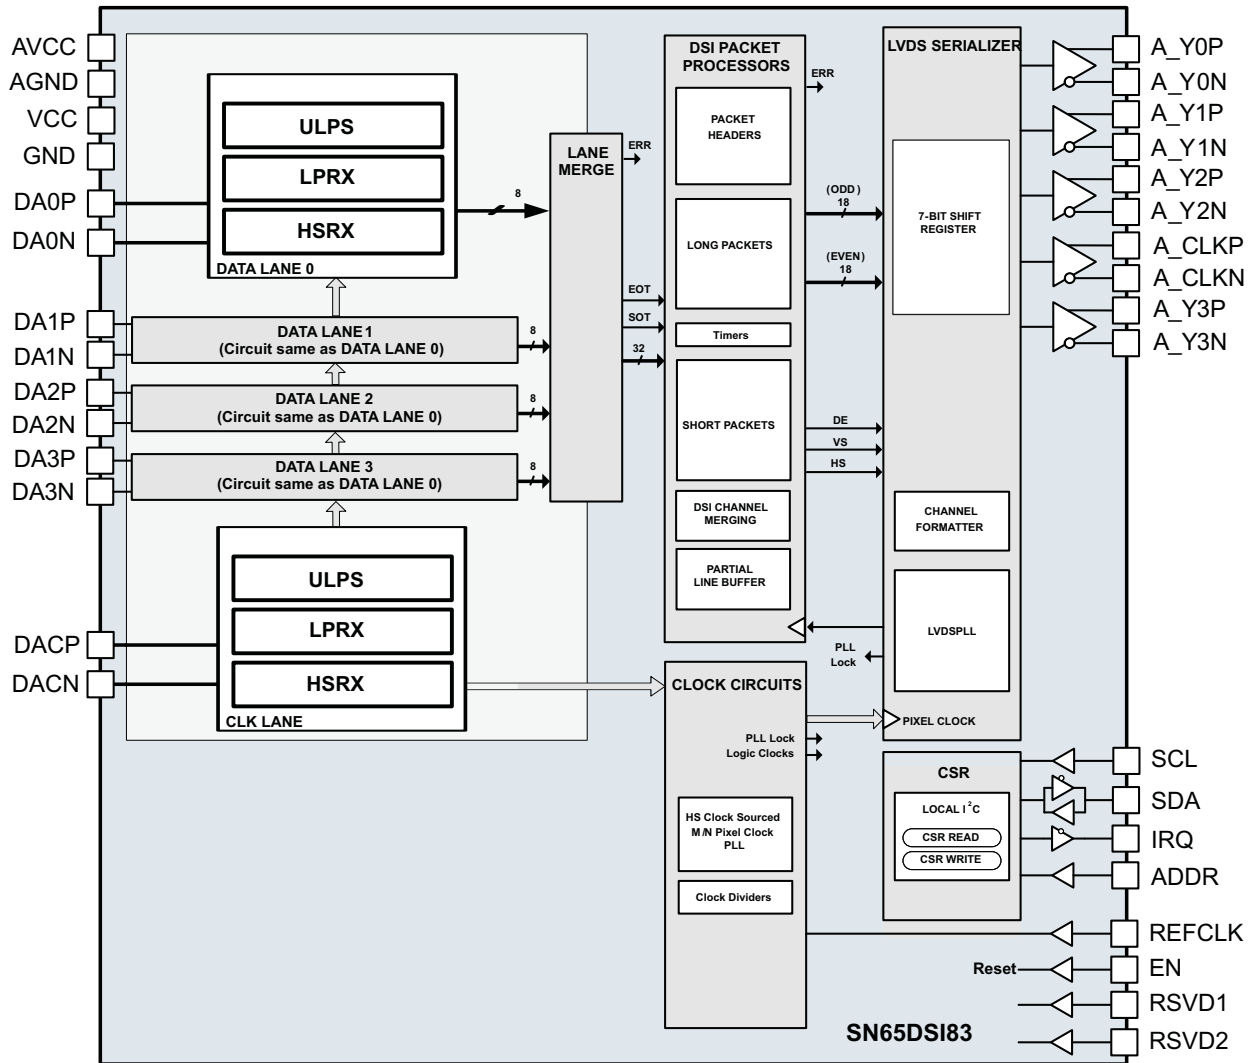 AVCC
AGND
VCC
GND
DA0P
DA0N
DA1P
DA1N
DA2P
DA2N
DA3P
DA3N
DACP
DACN
ULPS
LPRX
HSRX
DATA LANE 0
8
DATA LANE 1
(Circuit same as DATA LANE 0)
8
DATA LANE 2
(Circuit same as DATA LANE 0)
8
DATA LANE 3
(Circuit same as DATA LANE 0)
8
ULPS
LPRX
HSRX
CLK LANE
LANE
MERGE
ERR
EOT
SOT
32
DSI PACKET
PROCESSORS
PACKET
HEADERS
LONG PACKETS
Timers
SHORT PACKETS
DSI CHANNEL
MERGING
PARTIAL
LINE BUFFER
ERR
(ODD)
18
(EVEN)
18
DE
VS
HS
PLL
Lock
CLOCK CIRCUITS
PLL Lock
Logic Clocks
HS Clock Sourced
M/N Pixel Clock
PLL
Clock Dividers
LVDS SERIALIZER
7-BIT SHIFT
REGISTER
CHANNEL
FORMATTER
LVDSPLL
PIXEL CLOCK
CSR
LOCAL I²C
CSR READ
CSR WRITE
Reset
A_Y0P
A_Y0N
A_Y1P
A_Y1N
A_Y2P
A_Y2N
A_CLKP
A_CLKN
A_Y3P
A_Y3N
SCL
SDA
IRQ
ADDR
REFCLK
EN
RSVD1
RSVD2
SN65DSI83